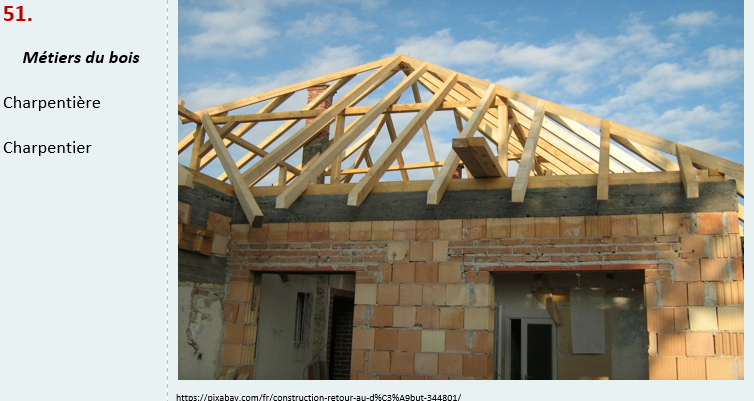 51.
Métiers du bois
Charpentière
Charpentier
https://pixabay.com/fr/construction-retour-au-d%C3%A9but-344801/